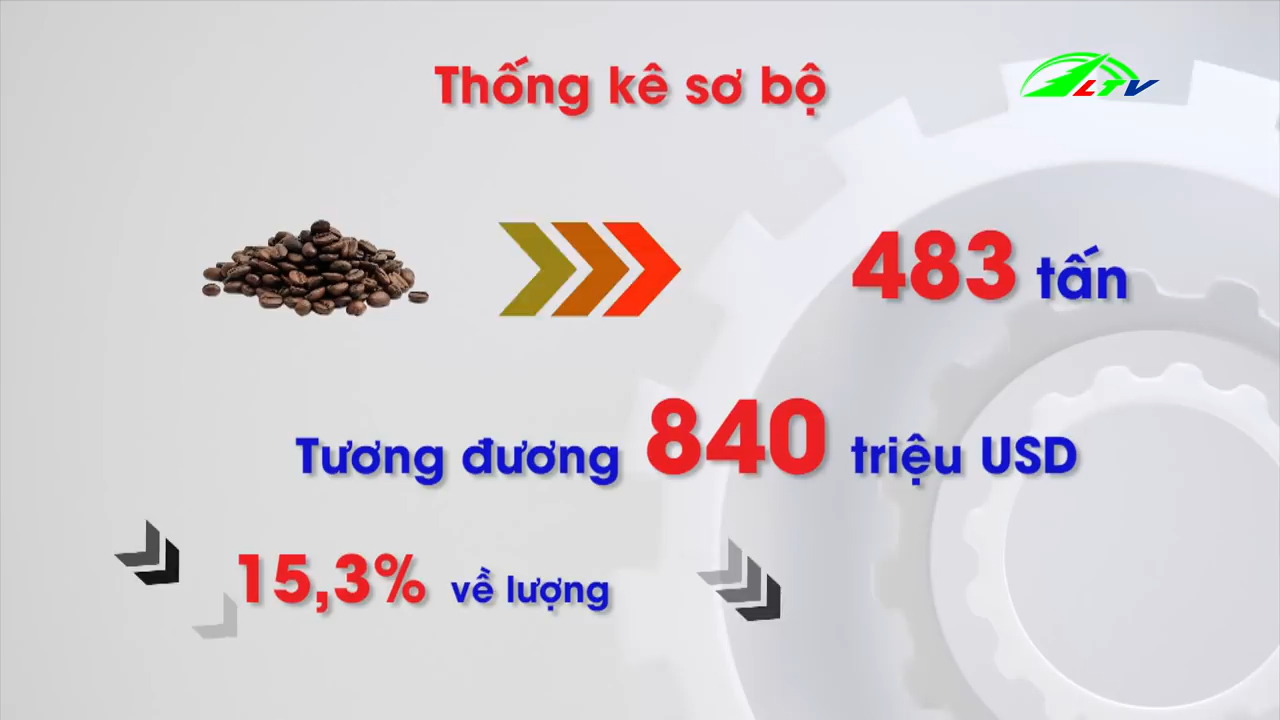 Thống kê sơ bộ
LTV
483 tấn
Tương đương 840 triệu USD
15,3% về lượng